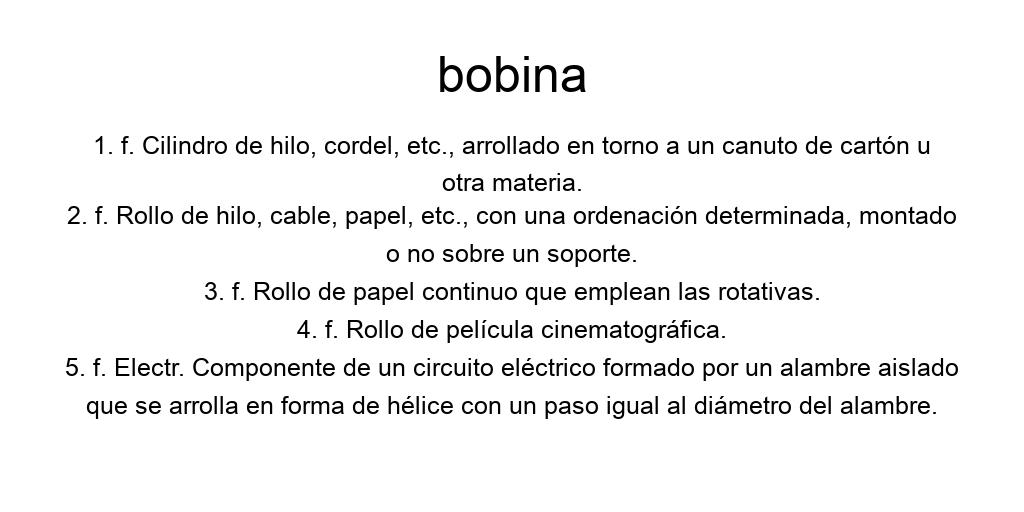 bobina
1. f. Cilindro de hilo, cordel, etc., arrollado en torno a un canuto de cartón u
otra materia.
2. f. Rollo de hilo, cable, papel, etc., con una ordenación determinada, montado
o no sobre un soporte.
3. f. Rollo de papel continuo que emplean las rotativas.
4. f. Rollo de película cinematográfica.
5. f. Electr. Componente de un circuito eléctrico formado por un alambre aislado
que se arrolla en forma de hélice con un paso igual al diámetro del alambre.